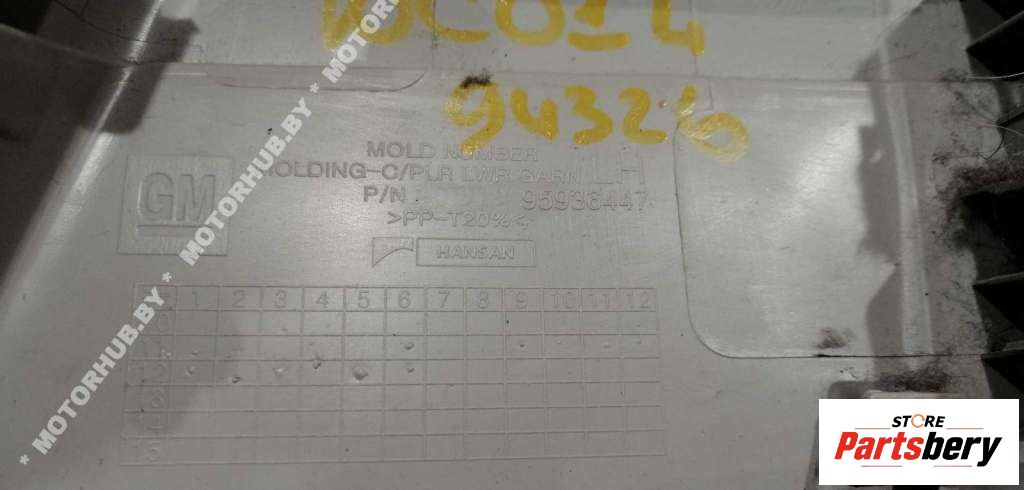 94326
MOLD NUMBER
MOLDING-C/PLR LWR GARN LH
P/N 95936447
>PP-T20%<
GM
HANSAN
1 2 3 4 5 6 7 8 9 10 11 12
* MOTORHUB.BY * MOTORHUB.BY * MOTORHUB.BY *
STORE
Partsbery